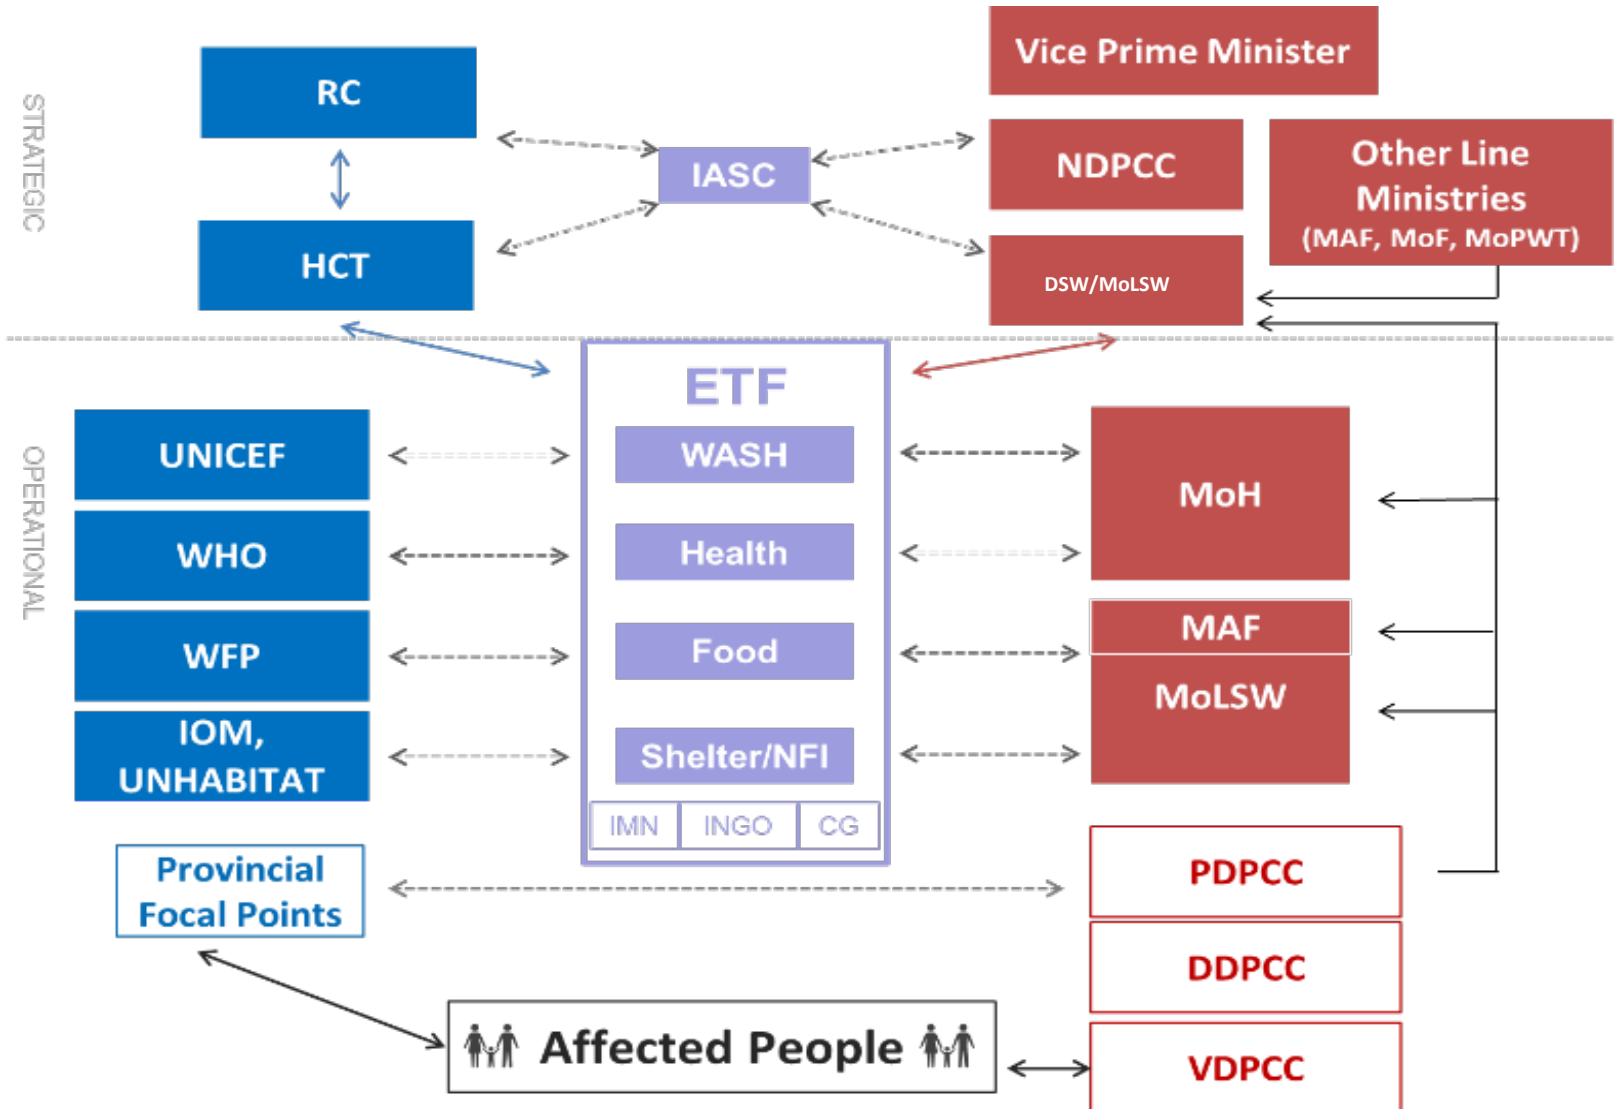 STRATEGIC
RC
HCT
IASC
Vice Prime Minister
NDPCC
DSW/MoLSW
Other Line
Ministries
(MAF, MoF, MoPWT)
OPERATIONAL
UNICEF
WHO
WFP
IOM,
UNHABITAT
Provincial
Focal Points
ETF
WASH
Health
Food
Shelter/NFI
IMN
INGO
CG
MoH
MAF
MoLSW
PDPCC
DDPCC
VDPCC
Affected People